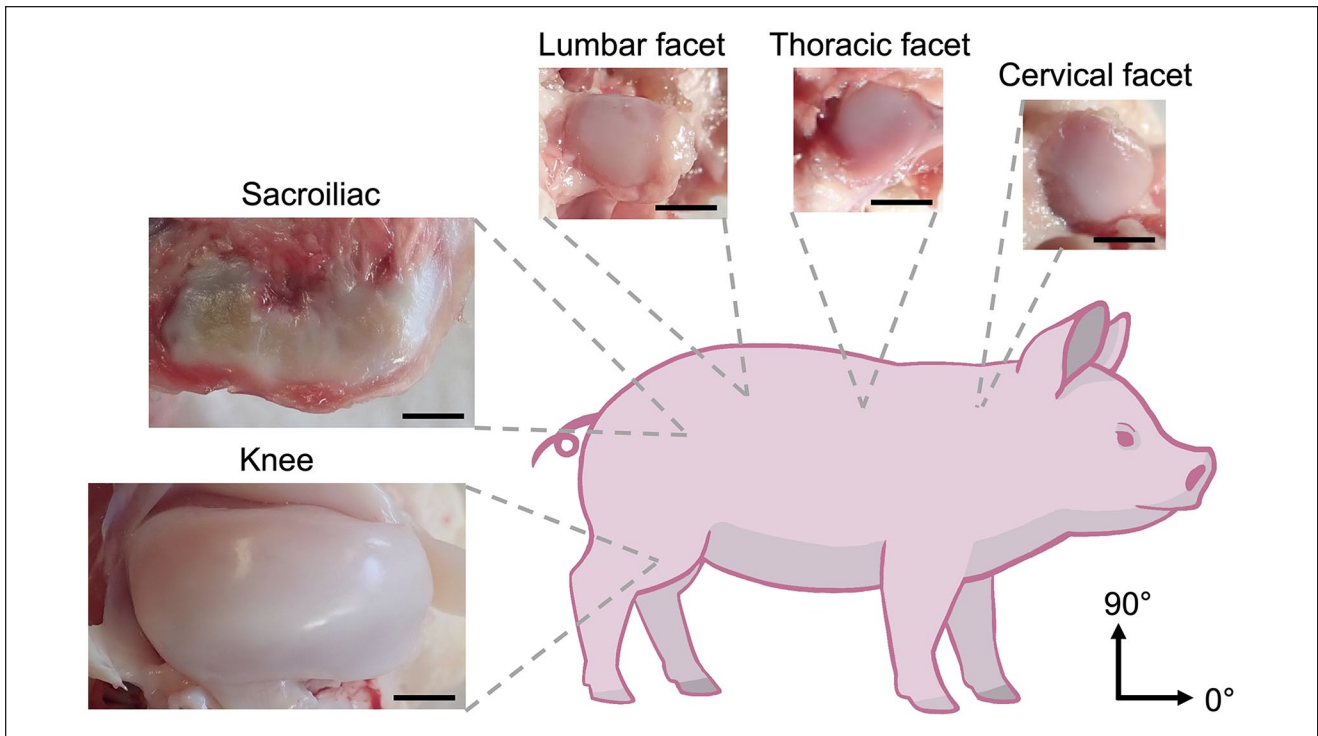 Lumbar facet
Thoracic facet
Cervical facet
Sacroiliac
Knee
90°
0°